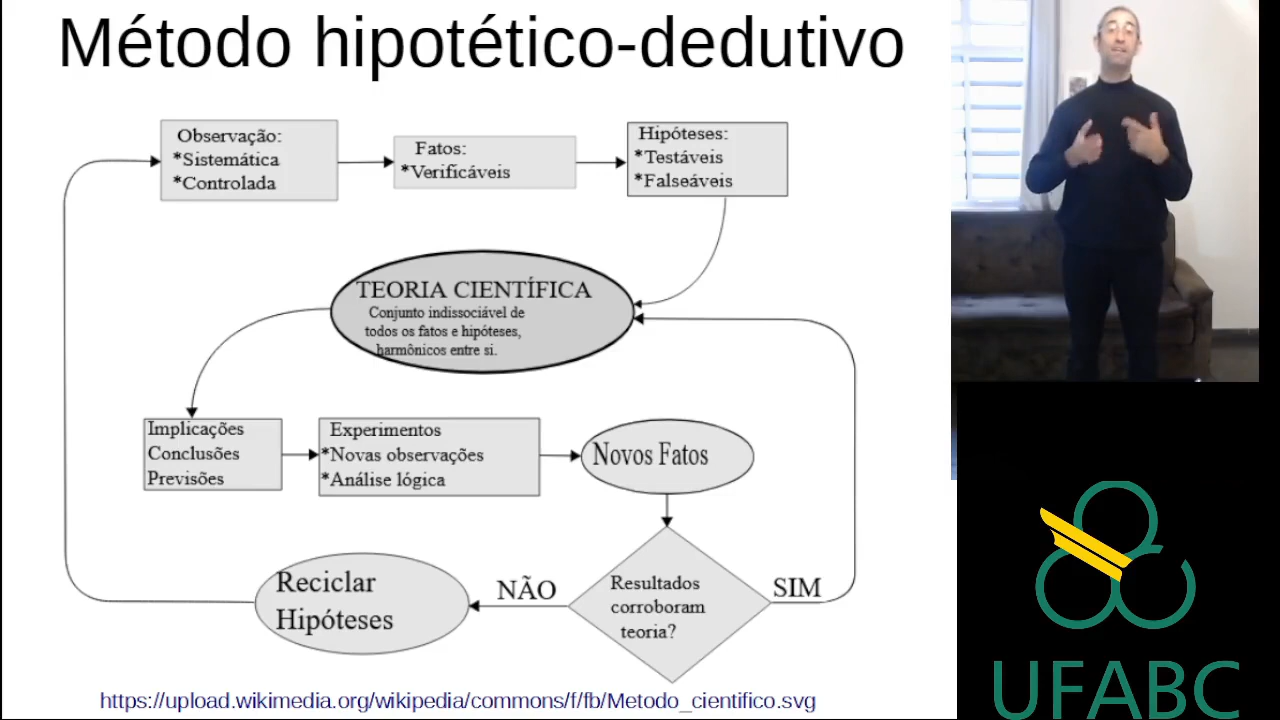 Método hipotético-dedutivo
Observação:
*Sistemática
*Controlada
Fatos:
*Verificáveis
Hipóteses:
*Testáveis
*Falseáveis
TEORIA CIENTÍFICA
Conjunto indissociável de
todos os fatos e hipóteses,
harmônicos entre si.
Implicações
Conclusões
Previsões
Experimentos
*Novas observações
*Análise lógica
Novos Fatos
Resultados
corroboram
teoria?
SIM
NÃO
Reciclar
Hipóteses
https://upload.wikimedia.org/wikipedia/commons/f/fb/Metodo_cientifico.svg
UFABC